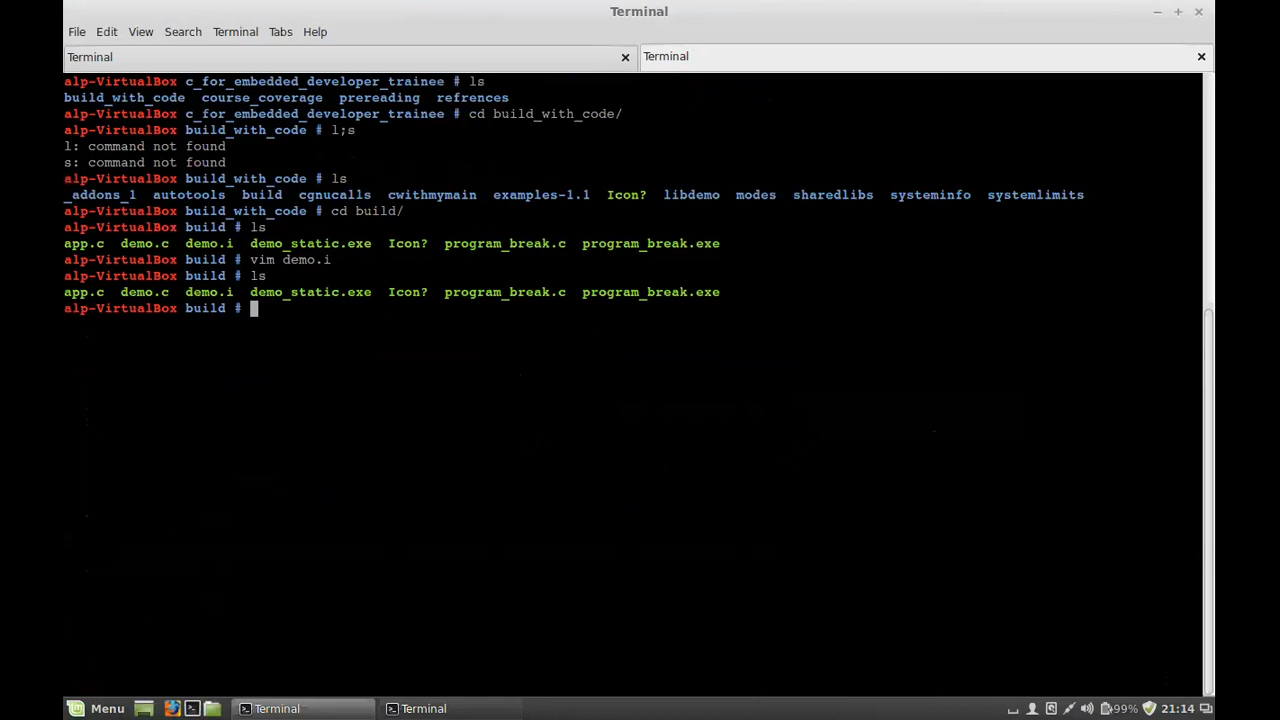 Terminal
File Edit View Search Terminal Tabs Help
Terminal Terminal
alp-VirtualBox c_for_embedded_developer_trainee # ls
build_with_code course_coverage prereading refrences
alp-VirtualBox c_for_embedded_developer_trainee # cd build_with_code/
alp-VirtualBox build_with_code # l;s
l: command not found
s: command not found
alp-VirtualBox build_with_code # ls
_addons_1 autotools build cgnucalls cwithmymain examples-1.1 Icon? libdemo modes sharedlibs systeminfo systemlimits
alp-VirtualBox build_with_code # cd build/
alp-VirtualBox build # ls
app.c demo.c demo.i demo_static.exe Icon? program_break.c program_break.exe
alp-VirtualBox build # vim demo.i
alp-VirtualBox build # ls
app.c demo.c demo.i demo_static.exe Icon? program_break.c program_break.exe
alp-VirtualBox build #
Menu Terminal Terminal 99% 21:14